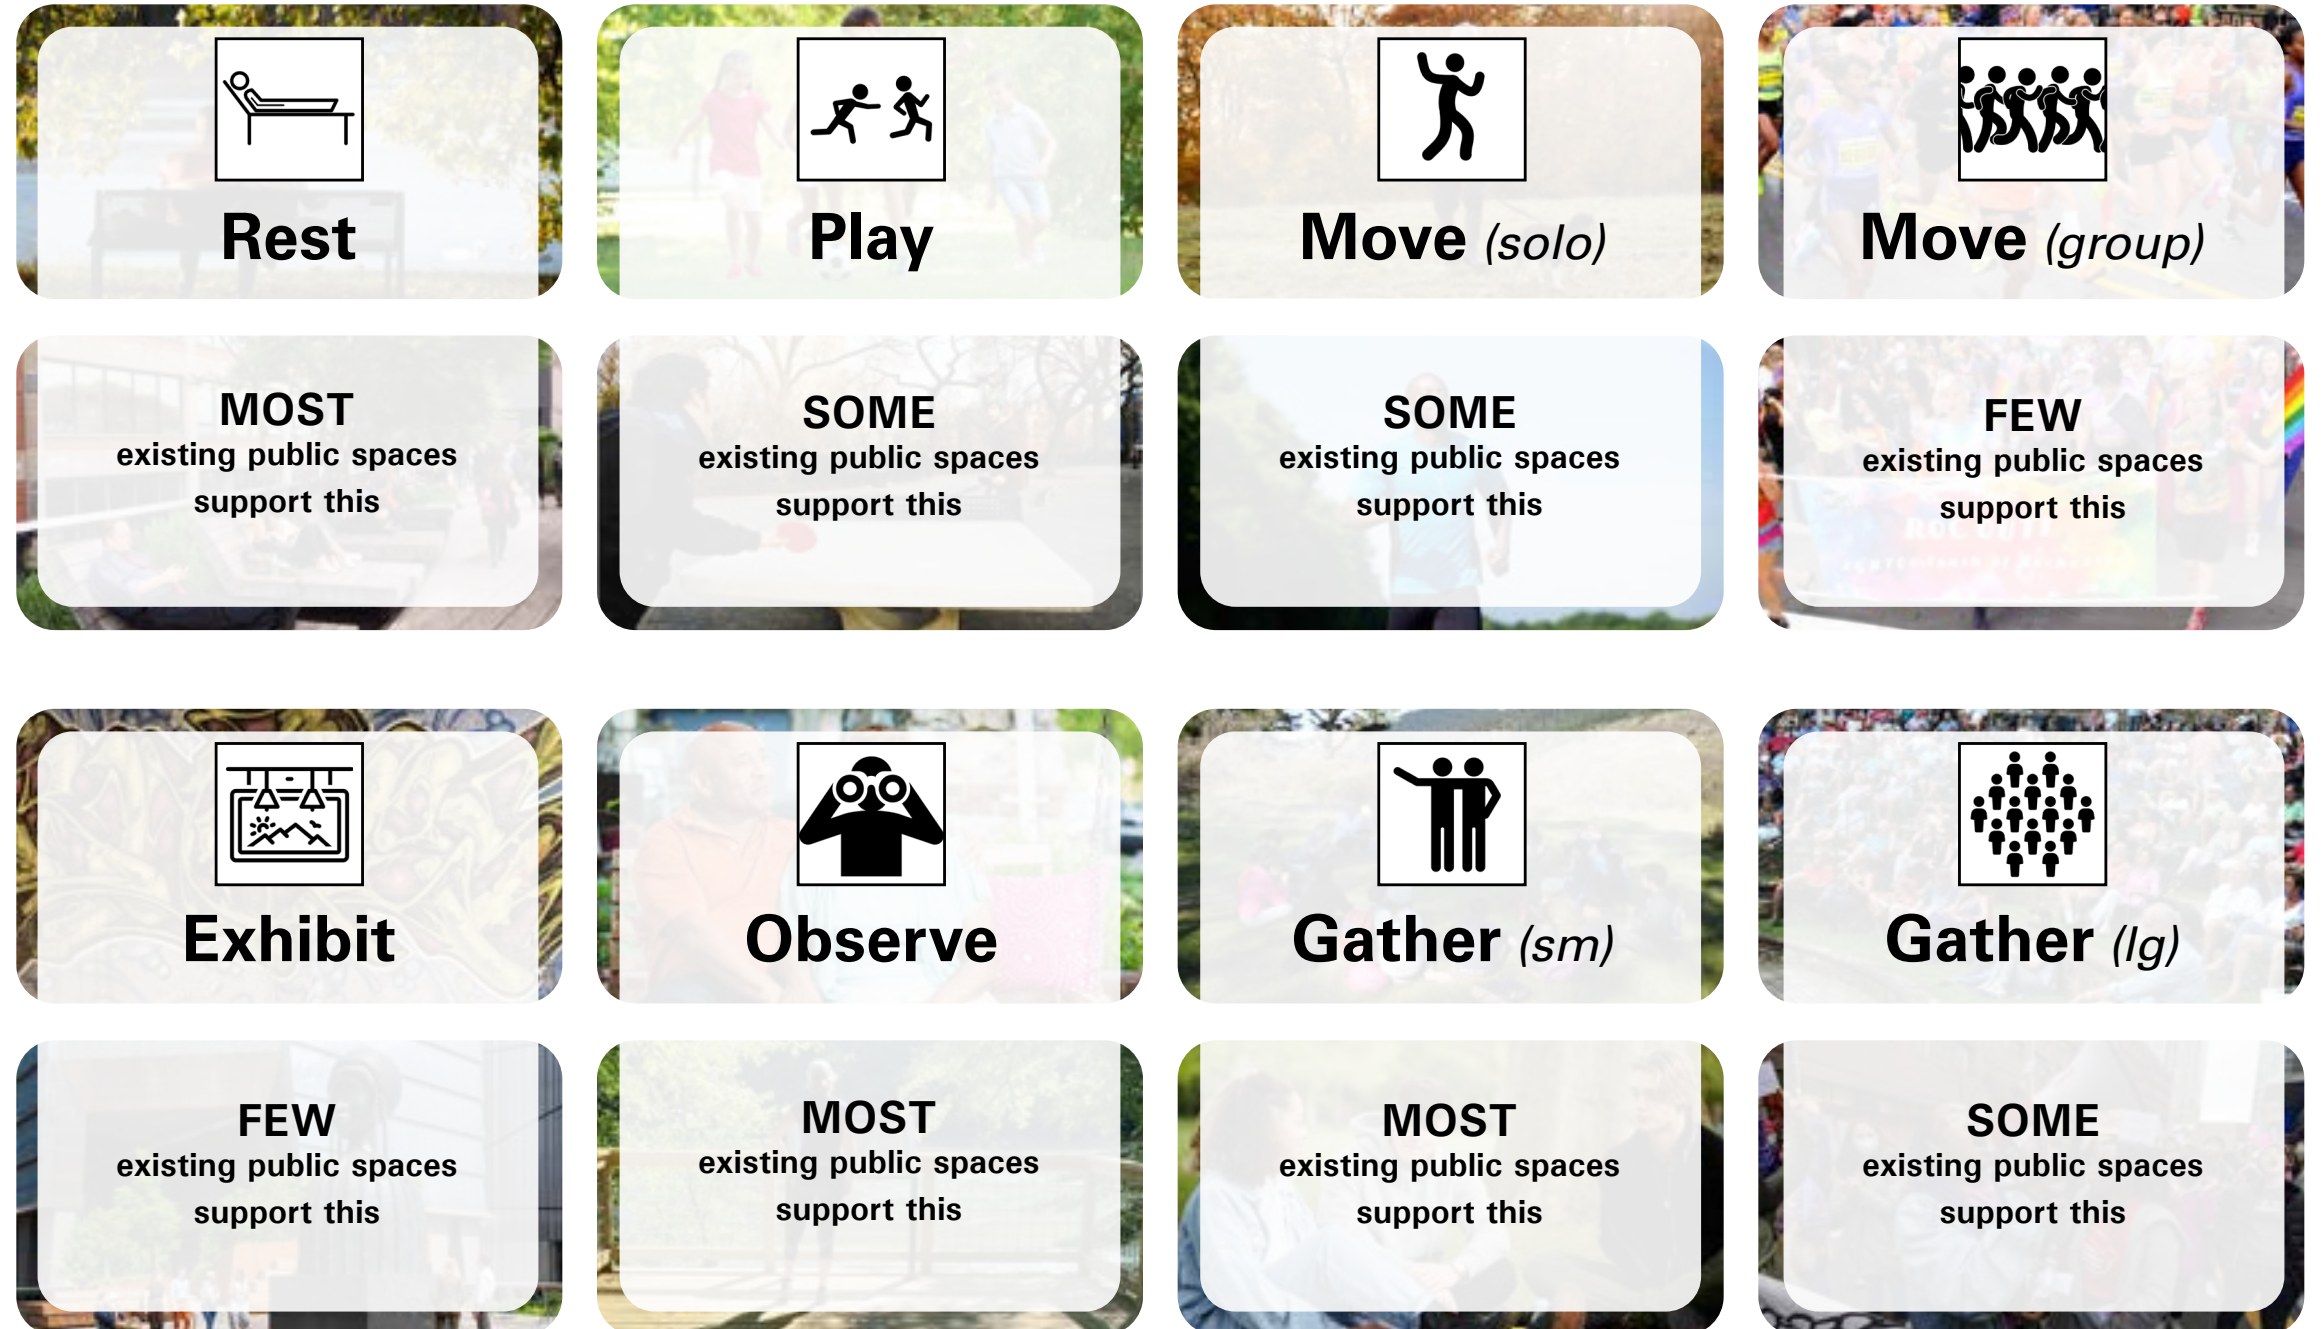 Rest
Play
Move (solo)
Move (group)
MOST
existing public spaces
support this
SOME
existing public spaces
support this
SOME
existing public spaces
support this
FEW
existing public spaces
support this
Exhibit
Observe
Gather (sm)
Gather (lg)
FEW
existing public spaces
support this
MOST
existing public spaces
support this
MOST
existing public spaces
support this
SOME
existing public spaces
support this